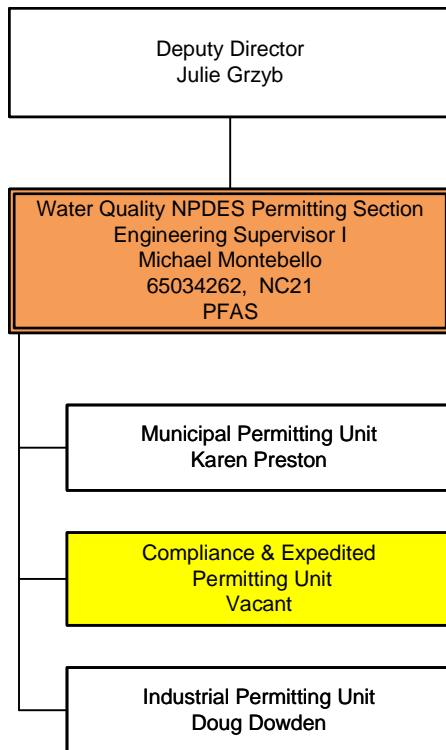 Deputy Director
Julie Grzyb
Water Quality NPDES Permitting Section
Engineering Supervisor I
Michael Montebello
65034262, NC21
PFAS
Municipal Permitting Unit
Karen Preston
Compliance & Expedited
Permitting Unit
Vacant
Industrial Permitting Unit
Doug Dowden